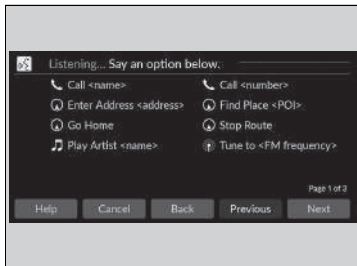 Listening... Say an option below.
Call <name>
Call <number>
Enter Address <address>
Find Place <POI>
Go Home
Stop Route
Play Artist <name>
Tune to <FM frequency>
Page 1 of 3
Help Cancel Back Previous Next